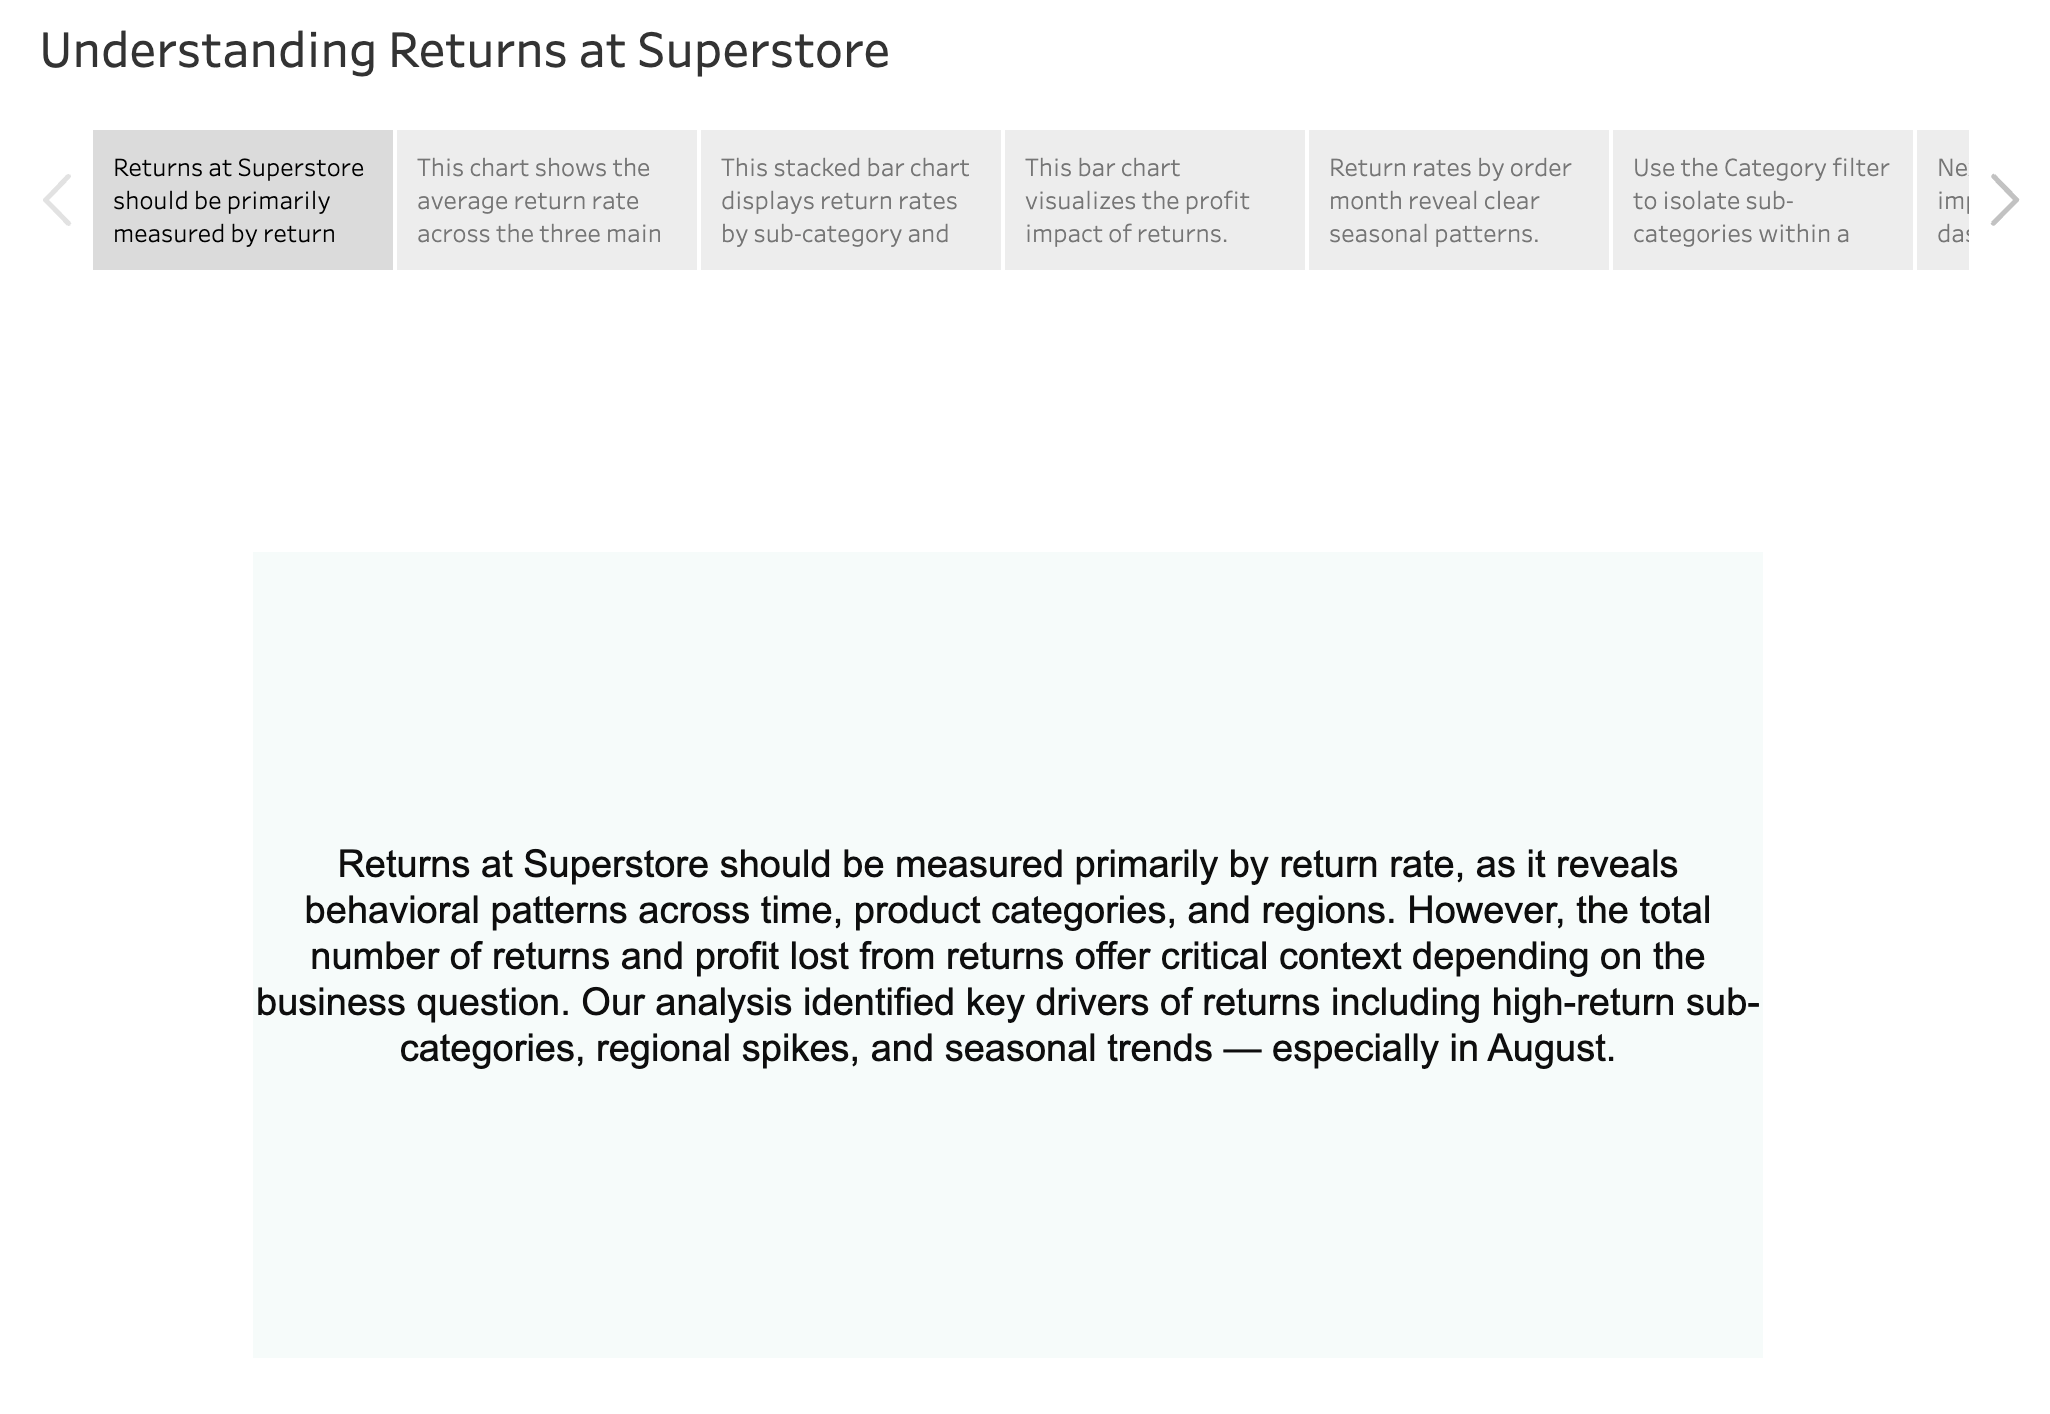 Understanding Returns at Superstore
Returns at Superstore
should be primarily
measured by return
This chart shows the
average return rate
across the three main
This stacked bar chart
displays return rates
by sub-category and
This bar chart
visualizes the profit
impact of returns.
Return rates by order
month reveal clear
seasonal patterns.
Use the Category filter
to isolate sub-
categories within a
Returns at Superstore should be measured primarily by return rate, as it reveals
behavioral patterns across time, product categories, and regions. However, the total
number of returns and profit lost from returns offer critical context depending on the
business question. Our analysis identified key drivers of returns including high-return sub-
categories, regional spikes, and seasonal trends — especially in August.